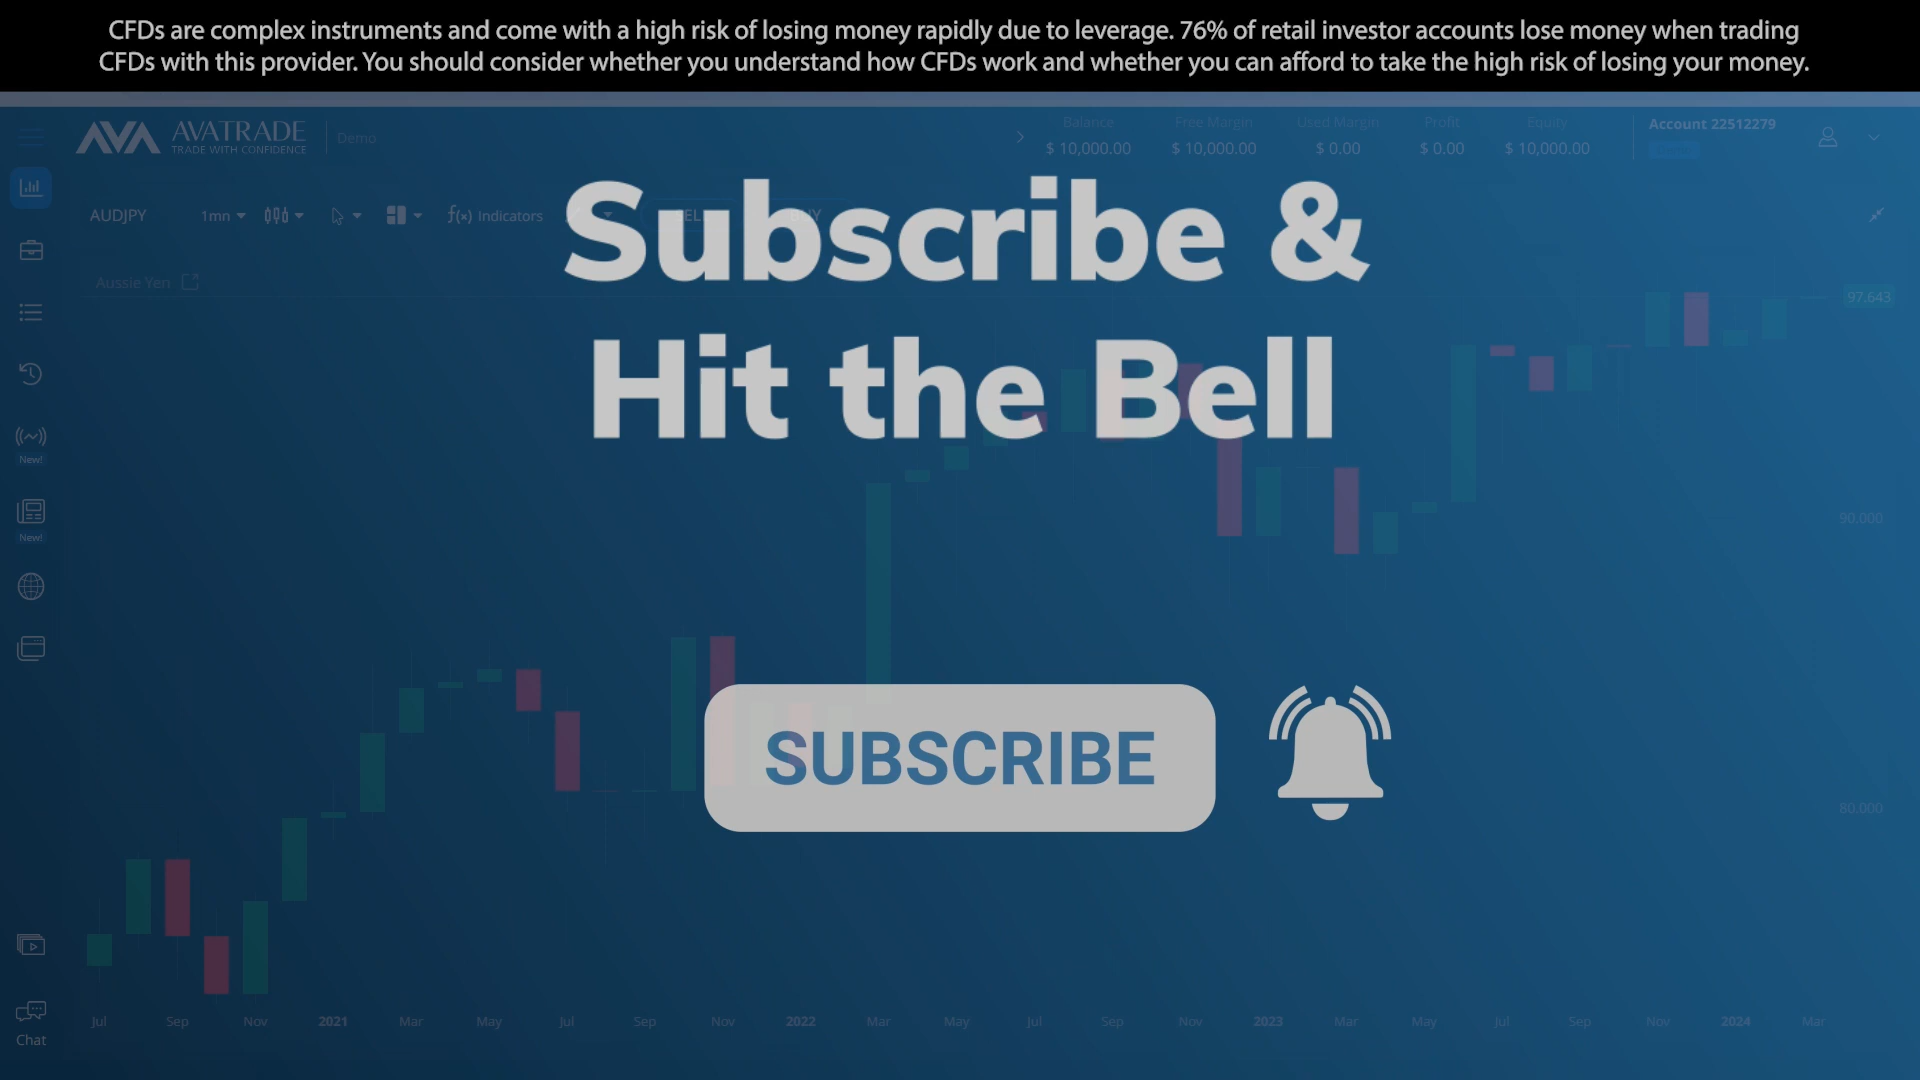 CFDs are complex instruments and come with a high risk of losing money rapidly due to leverage. 76% of retail investor accounts lose money when trading
CFDs with this provider. You should consider whether you understand how CFDs work and whether you can afford to take the high risk of losing your money.
AVA AVATRADE
TRADE WITH CONFIDENCE
Demo
Balance Free Margin Used Margin Profit Equity
$ 10,000.00 $ 10,000.00 $ 0.00 $ 0.00 $ 10,000.00
Account 22512279
AUDJPY 1mn f(x) Indicators SELL BUY
Subscribe &
Hit the Bell
Aussie Yen
97.643
New!
90.000
New!
SUBSCRIBE
80.000
Jul Sep Nov 2021 Mar May Jul Sep Nov 2022 Mar May Jul Sep Nov 2023 Mar May Jul Sep Nov 2024 Mar
Chat